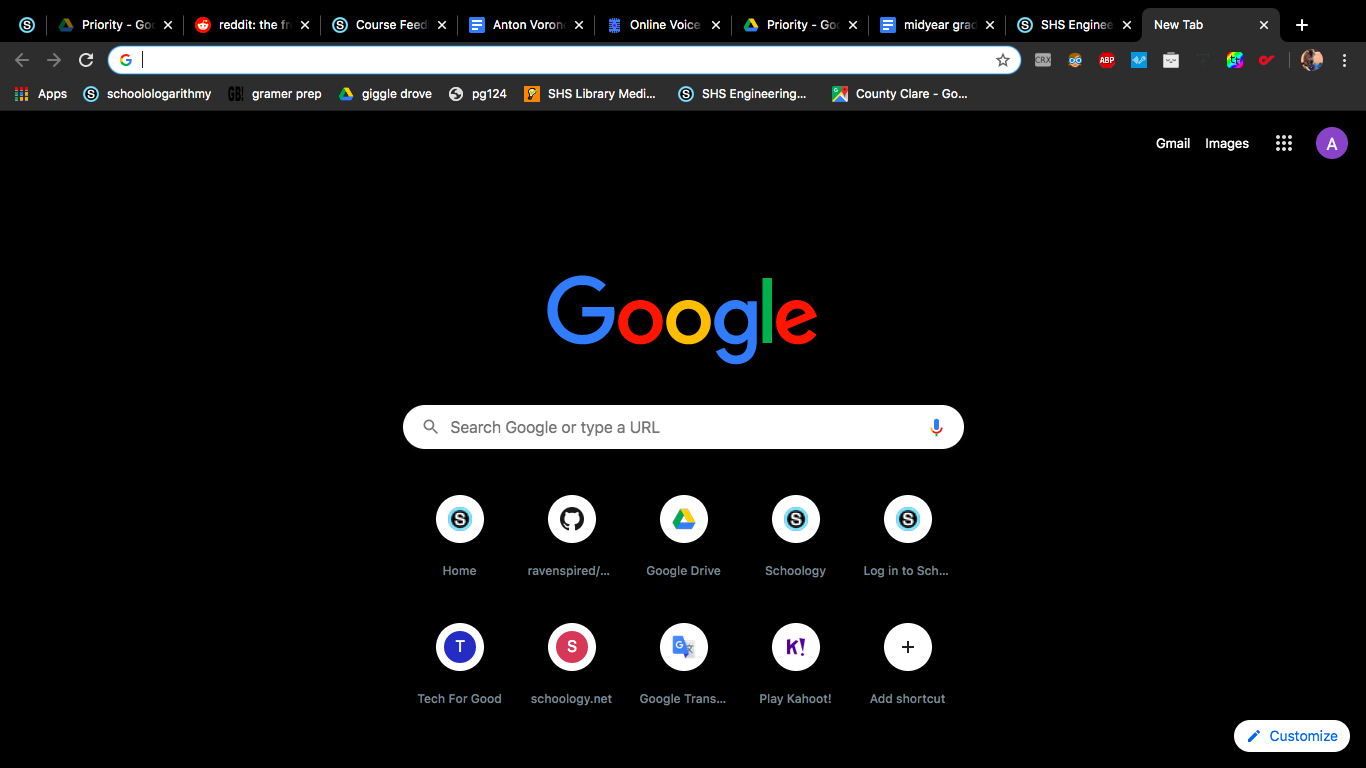 Priority - Goo
reddit: the fr
Course Feed
Anton Voron
Online Voice
Priority - Goo
midyear grad
SHS Enginee
New Tab
CRX
ABP
Apps
schoolologarithmy
GB!
gramer prep
giggle drove
pg124
SHS Library Medi...
SHS Engineering...
County Clare - Go...
Gmail
Images
A
Google
Search Google or type a URL
Home
ravenspired/...
Google Drive
Schoology
Log in to Sch...
T
S
K!
Tech For Good
schoology.net
Google Trans...
Play Kahoot!
Add shortcut
Customize